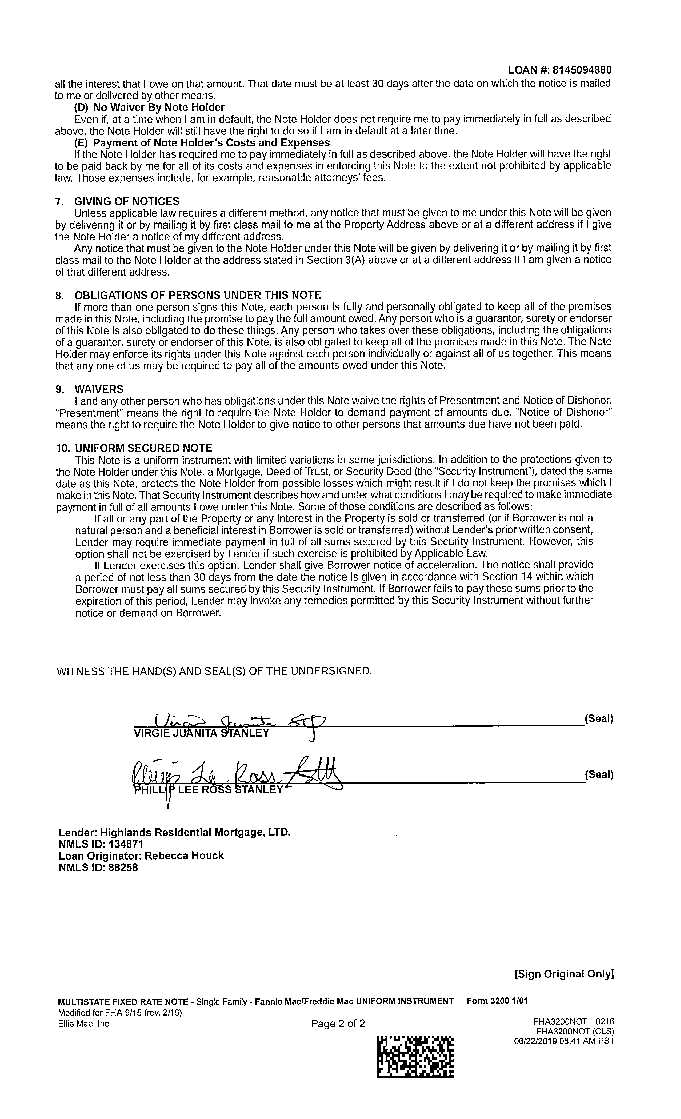 LOAN #: 8145094880
all the interest that I owe on that amount. That date must be at least 30 days after the date on which the notice is mailed
to me or delivered by other means.
(D) No Waiver By Note Holder
Even if, at a time when I am in default, the Note Holder does not require me to pay immediately in full as described
above, the Note Holder will still have the right to do so if I am in default at a later time.
(E) Payment of Note Holder's Costs and Expenses
If the Note Holder has required me to pay immediately in full as described above, the Note Holder will have the right
to be paid back by me for all of its costs and expenses in enforcing this Note to the extent not prohibited by applicable
law. Those expenses include, for example, reasonable attorneys' fees.
7. GIVING OF NOTICES
Unless applicable law requires a different method, any notice that must be given to me under this Note will be given
by delivering it or by mailing it by first class mail to me at the Property Address above or at a different address if I give
the Note Holder a notice of my different address.
Any notice that must be given to the Note Holder under this Note will be given by delivering it or by mailing it by first
class mail to the Note Holder at the address stated in Section 3(A) above or at a different address if I am given a notice
of that different address.
8. OBLIGATIONS OF PERSONS UNDER THIS NOTE
If more than one person signs this Note, each person is fully and personally obligated to keep all of the promises
made in this Note, including the promise to pay the full amount owed. Any person who is a guarantor, surety or endorser
of this Note is also obligated to do these things. Any person who takes over these obligations, including the obligations
of a guarantor, surety or endorser of this Note, is also obligated to keep all of the promises made in this Note. The Note
Holder may enforce its rights under this Note against each person individually or against all of us together. This means
that any one of us may be required to pay all of the amounts owed under this Note.
9. WAIVERS
I and any other person who has obligations under this Note waive the rights of Presentment and Notice of Dishonor.
"Presentment" means the right to require the Note Holder to demand payment of amounts due. "Notice of Dishonor"
means the right to require the Note Holder to give notice to other persons that amounts due have not been paid.
10. UNIFORM SECURED NOTE
This Note is a uniform instrument with limited variations in some jurisdictions. In addition to the protections given to
the Note Holder under this Note, a Mortgage, Deed of Trust, or Security Deed (the "Security Instrument"), dated the same
date as this Note, protects the Note Holder from possible losses which might result if I do not keep the promises which I
make in this Note. That Security Instrument describes how and under what conditions I may be required to make immediate
payment in full of all amounts I owe under this Note. Some of those conditions are described as follows:
If all or any part of the Property or any Interest in the Property is sold or transferred (or if Borrower is not a
natural person and a beneficial interest in Borrower is sold or transferred) without Lender's prior written consent,
Lender may require immediate payment in full of all sums secured by this Security Instrument. However, this
option shall not be exercised by Lender if such exercise is prohibited by Applicable Law.
If Lender exercises this option, Lender shall give Borrower notice of acceleration. The notice shall provide
a period of not less than 30 days from the date the notice is given in accordance with Section 14 within which
Borrower must pay all sums secured by this Security Instrument. If Borrower fails to pay these sums prior to the
expiration of this period, Lender may invoke any remedies permitted by this Security Instrument without further
notice or demand on Borrower.
WITNESS THE HAND(S) AND SEAL(S) OF THE UNDERSIGNED.
(Seal)
VIRGIE JUANITA STANLEY
(Seal)
PHILLIP LEE ROSS STANLEY
Lender: Highlands Residential Mortgage, LTD.
NMLS ID: 134871
Loan Originator: Rebecca Houck
NMLS ID: 88258
[Sign Original Only]
MULTISTATE FIXED RATE NOTE - Single Family - Fannie Mae/Freddie Mac UNIFORM INSTRUMENT Form 3200 1/01
Modified for FHA 9/15 (rev. 2/16)
Ellie Mae, Inc.
Page 2 of 2
FHA3200NOT 0216
FHA3200NOT (CLS)
06/22/2019 08:41 AM PST